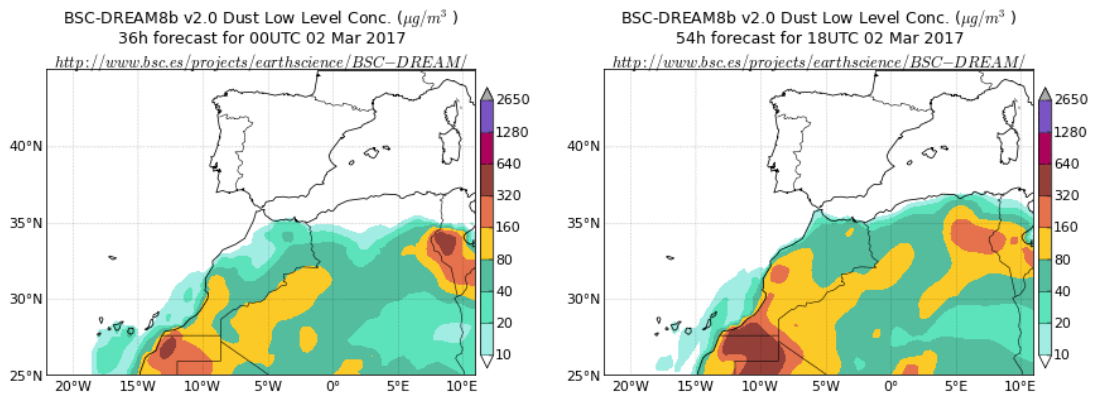 BSC-DREAM8b v2.0 Dust Low Level Conc. (μg/m³ )
36h forecast for 00UTC 02 Mar 2017
http://www.bsc.es/projects/earthscience/BSC−DREAM/
40°N
35°N
30°N
25°N
20°W 15°W 10°W 5°W 0° 5°E 10°E
2650
1280
640
320
160
80
40
20
10
BSC-DREAM8b v2.0 Dust Low Level Conc. (μg/m³ )
54h forecast for 18UTC 02 Mar 2017
http://www.bsc.es/projects/earthscience/BSC−DREAM/
40°N
35°N
30°N
25°N
20°W 15°W 10°W 5°W 0° 5°E 10°E
2650
1280
640
320
160
80
40
20
10